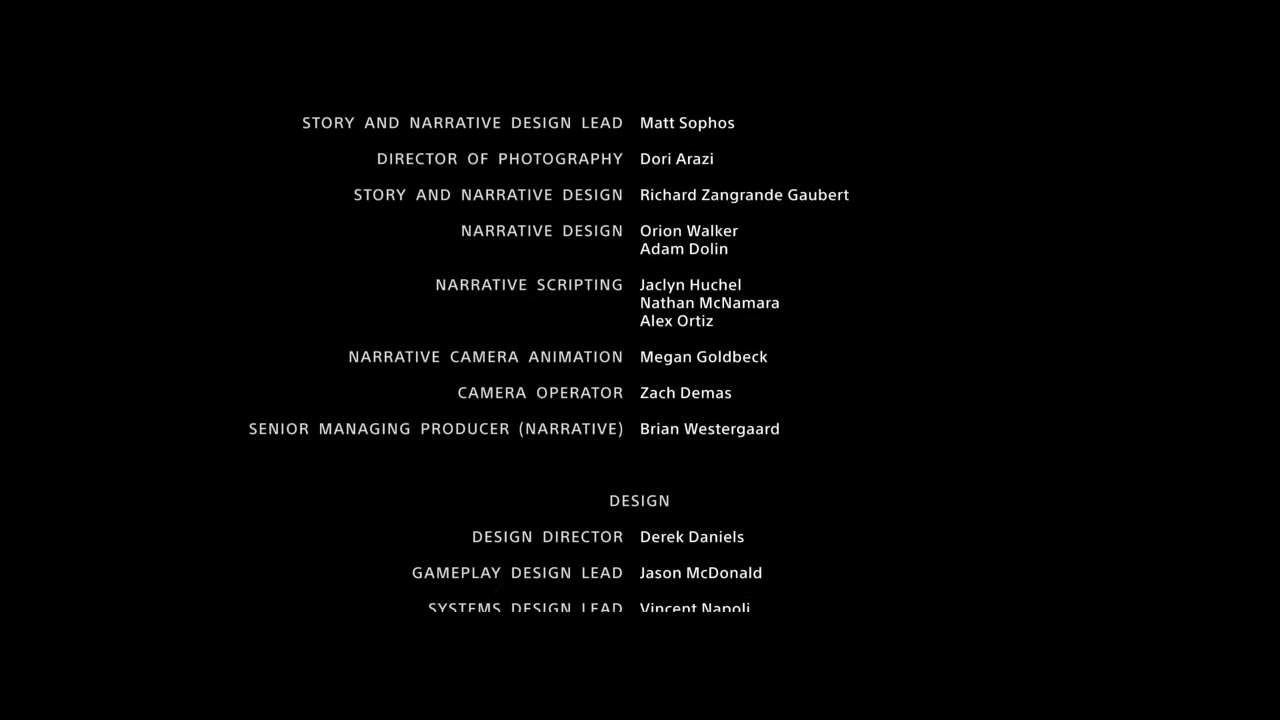 STORY AND NARRATIVE DESIGN LEAD Matt Sophos
DIRECTOR OF PHOTOGRAPHY Dori Arazi
STORY AND NARRATIVE DESIGN Richard Zangrande Gaubert
NARRATIVE DESIGN Orion Walker
Adam Dolin
NARRATIVE SCRIPTING Jaclyn Huchel
Nathan McNamara
Alex Ortiz
NARRATIVE CAMERA ANIMATION Megan Goldbeck
CAMERA OPERATOR Zach Demas
SENIOR MANAGING PRODUCER (NARRATIVE) Brian Westergaard
DESIGN
DESIGN DIRECTOR Derek Daniels
GAMEPLAY DESIGN LEAD Jason McDonald
SYSTEMS DESIGN LEAD Vincent Napoli